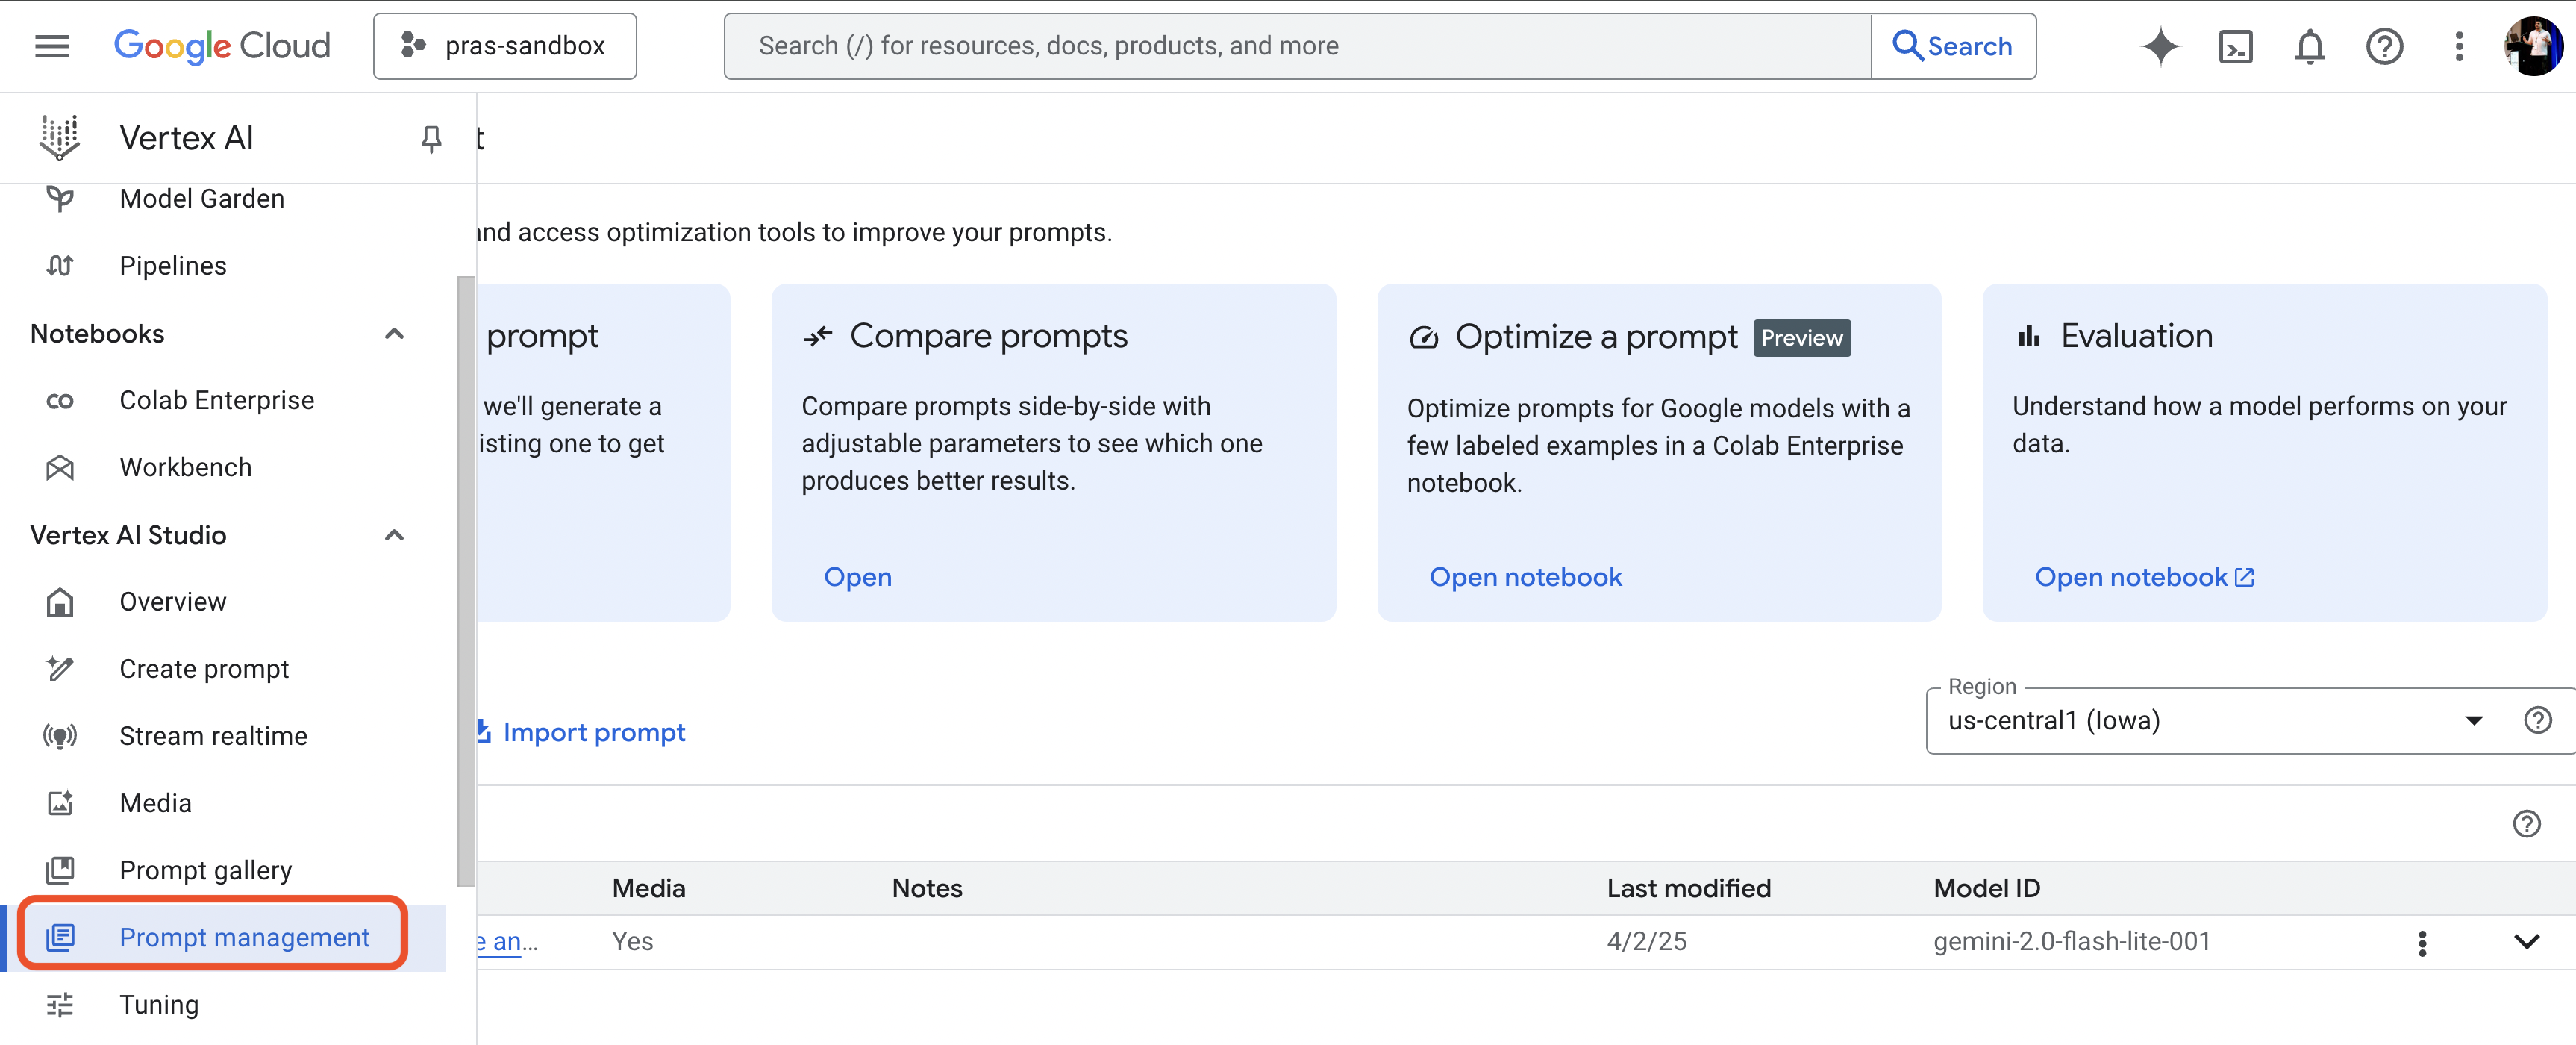 Google Cloud
pras-sandbox
Search (/) for resources, docs, products, and more
Search
Vertex AI
t
Model Garden
Pipelines
Notebooks
Colab Enterprise
Workbench
Vertex AI Studio
Overview
Create prompt
Stream realtime
Media
Prompt gallery
Prompt management
Tuning
and access optimization tools to improve your prompts.
prompt
we'll generate a
isting one to get
Compare prompts
Compare prompts side-by-side with
adjustable parameters to see which one
produces better results.
Open
Optimize a prompt Preview
Optimize prompts for Google models with a
few labeled examples in a Colab Enterprise
notebook.
Open notebook
Evaluation
Understand how a model performs on your
data.
Open notebook
Import prompt
Region
us-central1 (Iowa)
Media Notes Last modified Model ID
e an... Yes 4/2/25 gemini-2.0-flash-lite-001